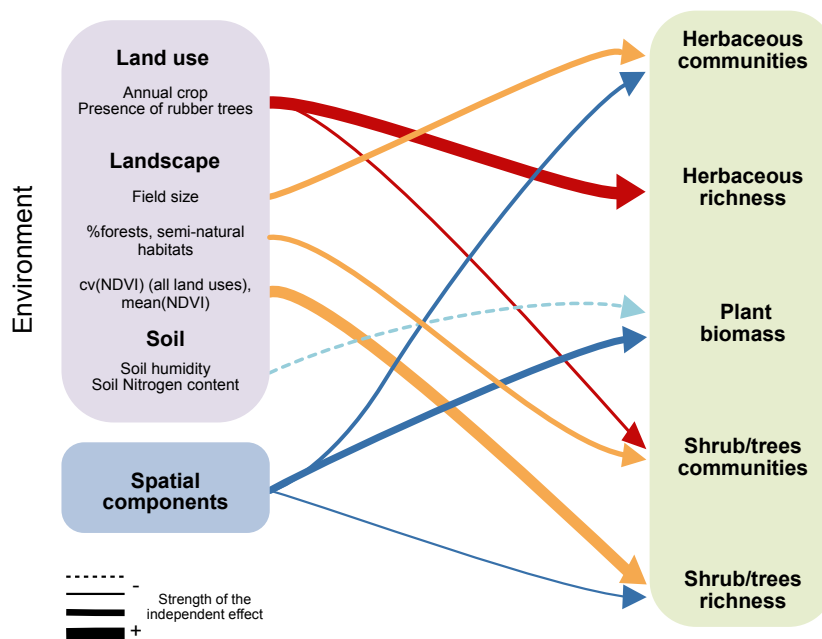 Environment
Land use
Annual crop
Presence of rubber trees
Landscape
Field size
%forests, semi-natural
habitats
cv(NDVI) (all land uses),
mean(NDVI)
Soil
Soil humidity
Soil Nitrogen content
Spatial
components
-
Strength of the
independent effect
+
Herbaceous
communities
Herbaceous
richness
Plant
biomass
Shrub/trees
communities
Shrub/trees
richness